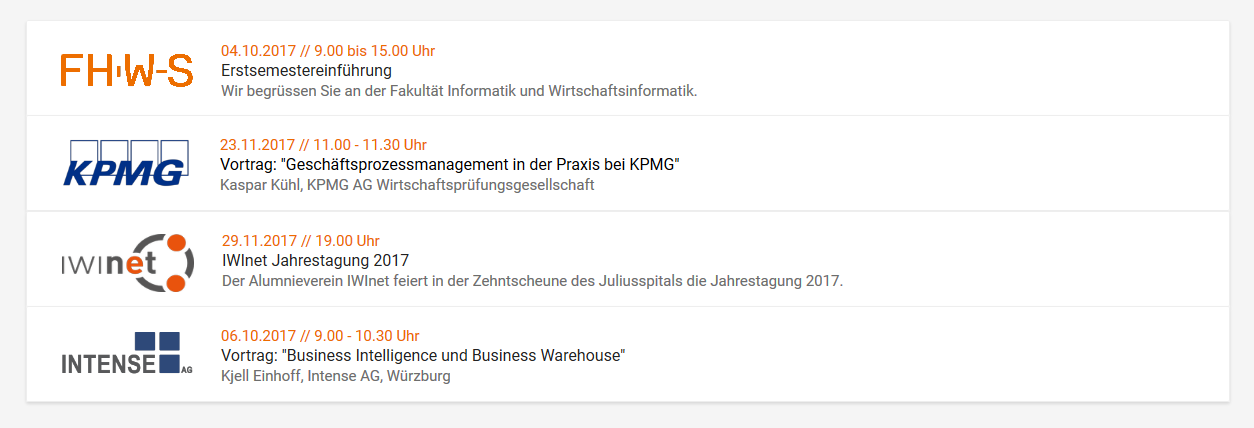 FH-W-S
04.10.2017 // 9.00 bis 15.00 Uhr
Erstsemestereinführung
Wir begrüssen Sie an der Fakultät Informatik und Wirtschaftsinformatik.
KPMG
23.11.2017 // 11.00 - 11.30 Uhr
Vortrag: "Geschäftsprozessmanagement in der Praxis bei KPMG"
Kaspar Kühl, KPMG AG Wirtschaftsprüfungsgesellschaft
IWInet
29.11.2017 // 19.00 Uhr
IWInet Jahrestagung 2017
Der Alumnieverein IWInet feiert in der Zehntscheune des Juliusspitals die Jahrestagung 2017.
INTENSE AG
06.10.2017 // 9.00 - 10.30 Uhr
Vortrag: "Business Intelligence und Business Warehouse"
Kjell Einhoff, Intense AG, Würzburg